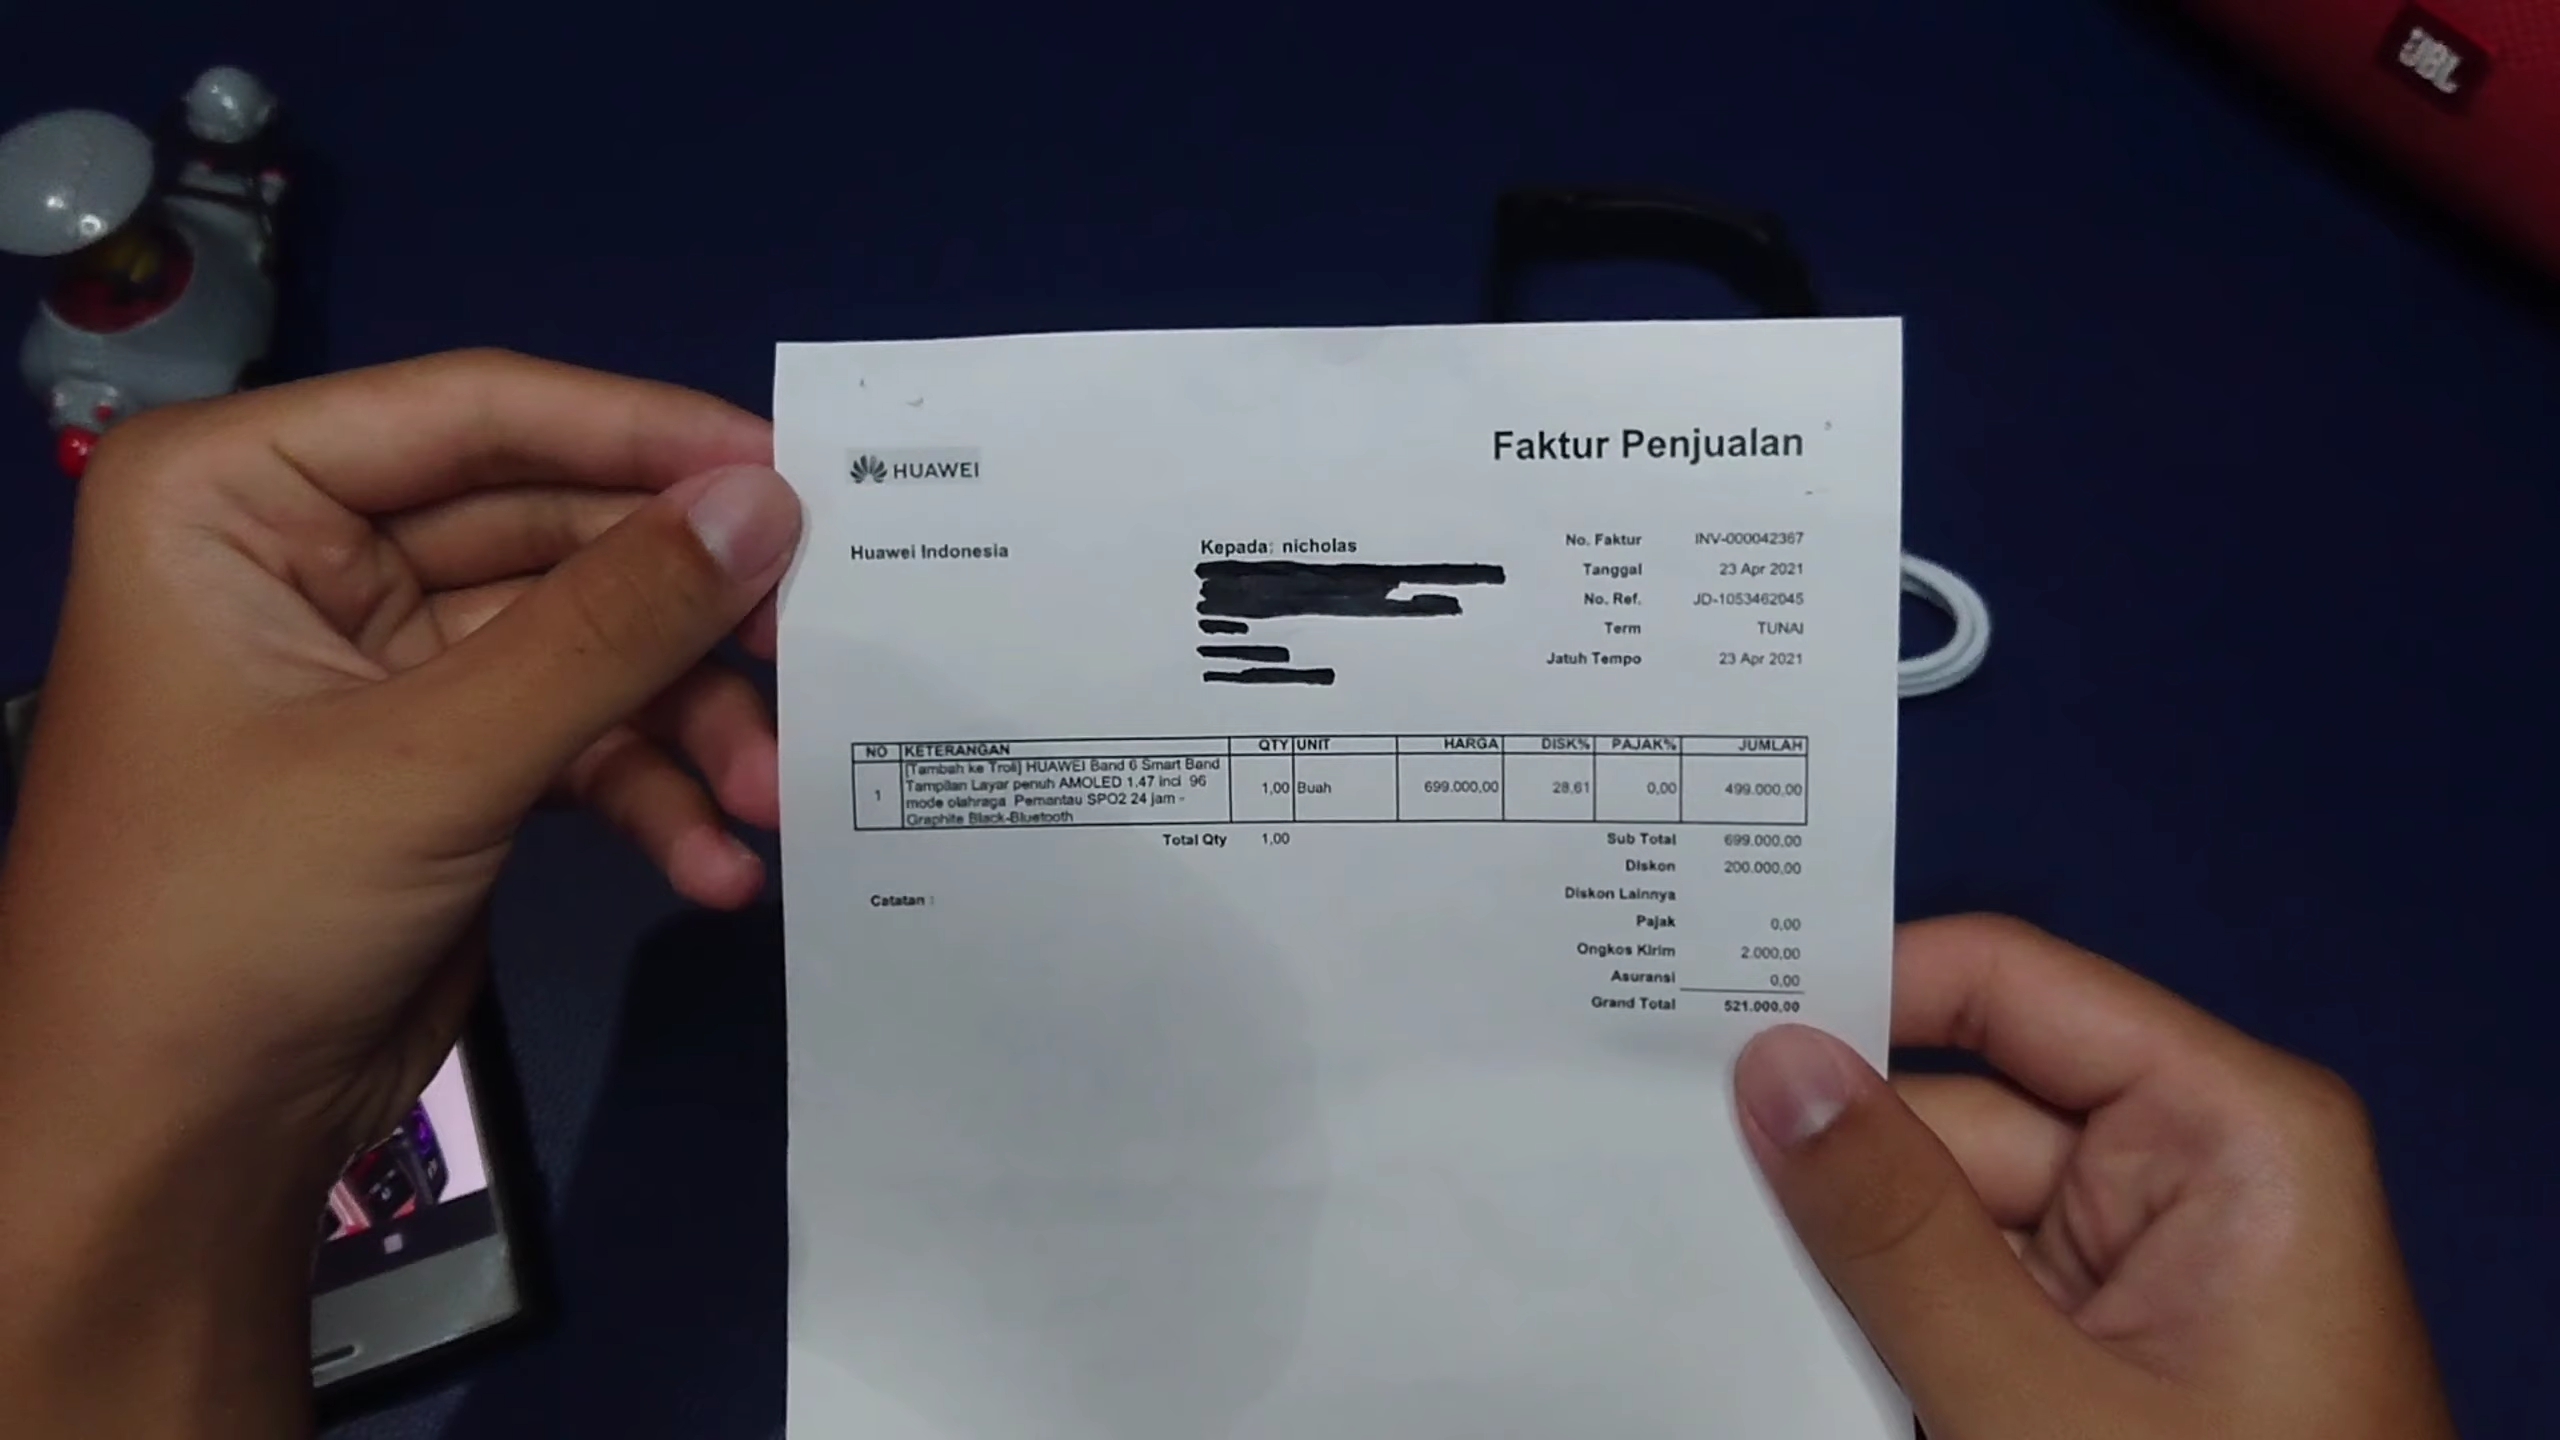 JBL
HUAWEI
Faktur Penjualan
Huawei Indonesia
Kepada: nicholas
No. Faktur INV-000042367
Tanggal 23 Apr 2021
No. Ref. JD-1053462045
Term TUNAI
Jatuh Tempo 23 Apr 2021
NO KETERANGAN QTY UNIT HARGA DISK% PAJAK% JUMLAH
1 [Tambah ke Troli] HUAWEI Band 6 Smart Band
Tampilan Layar penuh AMOLED 1.47 inci 96
mode olahraga Pemantau SPO2 24 jam -
Graphite Black-Bluetooth
1,00 Buah 699.000,00 28,61 0,00 499.000,00
Total Qty 1,00
Sub Total 699.000,00
Diskon 200.000,00
Diskon Lainnya
Pajak 0,00
Ongkos Kirim 2.000,00
Asuransi 0,00
Grand Total 521.000,00
Catatan :